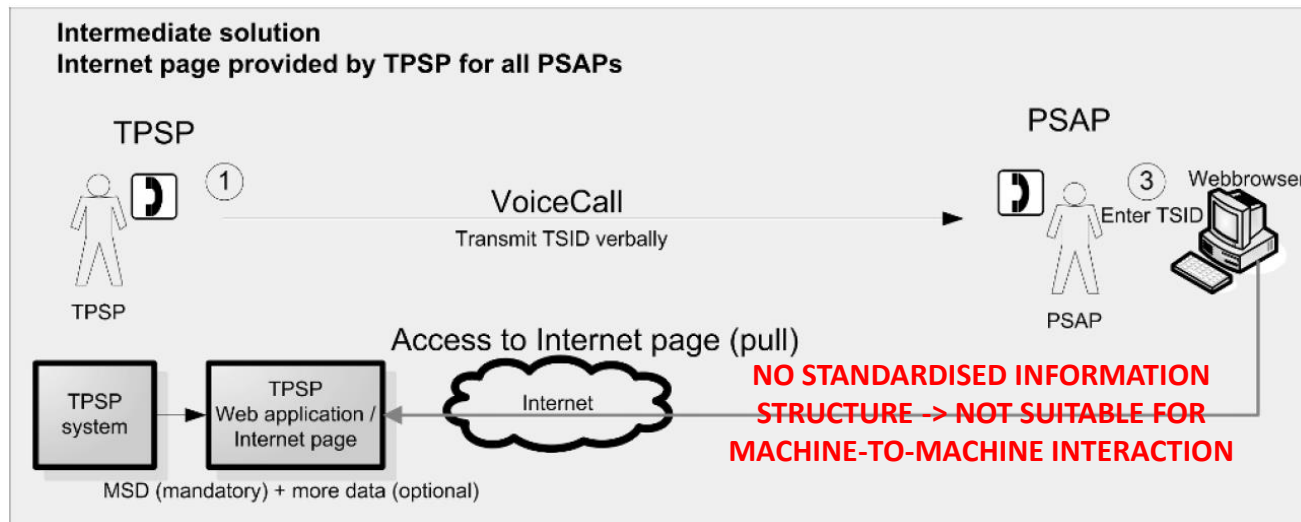 Intermediate solution
Internet page provided by TPSP for all PSAPs
TPSP
PSAP
1
3
Webbrowser
VoiceCall
Enter TSID
Transmit TSID verbally
TPSP
PSAP
Access to Internet page (pull)
TPSP
system
TPSP
Web application /
Internet page
Internet
NO STANDARDISED INFORMATION
STRUCTURE -> NOT SUITABLE FOR
MACHINE-TO-MACHINE INTERACTION
MSD (mandatory) + more data (optional)